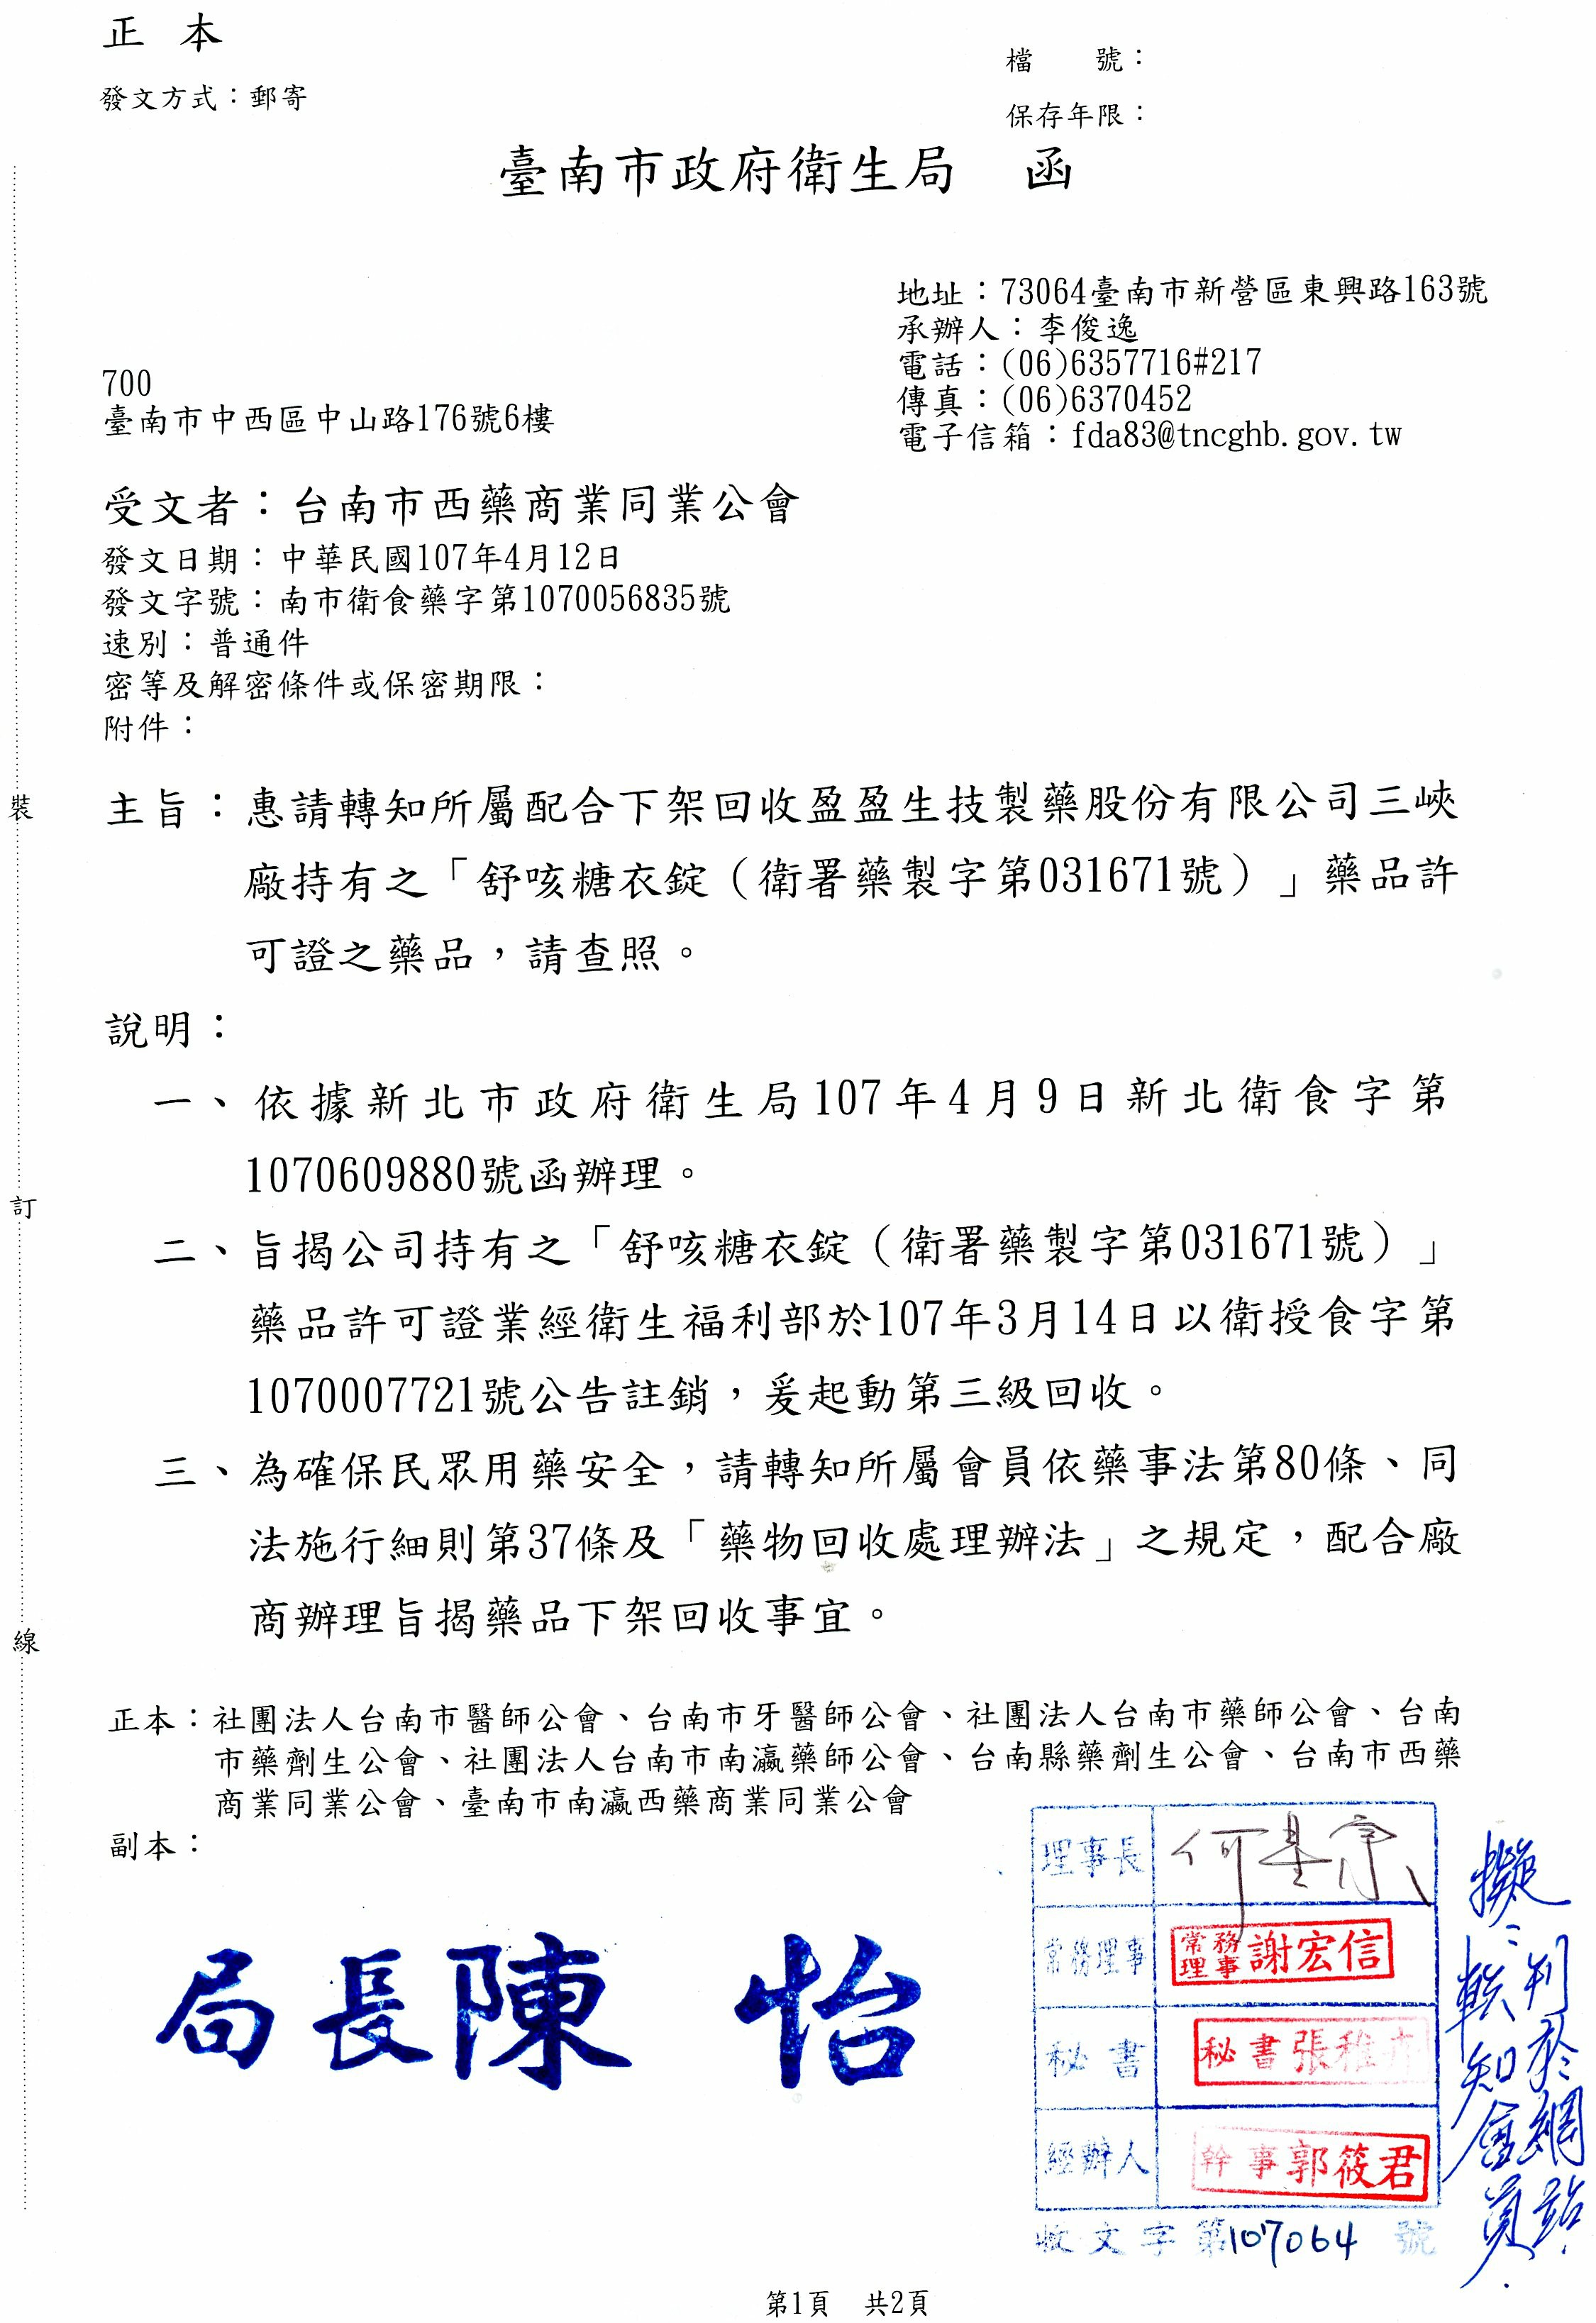 正本
發文方式：郵寄
檔　　號：
保存年限：
臺南市政府衛生局　函
地址：73064臺南市新營區東興路163號
承辦人：李俊逸
電話：(06)6357716#217
傳真：(06)6370452
電子信箱：fda83@tncghb.gov.tw
700
臺南市中西區中山路176號6樓
受文者：台南市西藥商業同業公會
發文日期：中華民國107年4月12日
發文字號：南市衛食藥字第1070056835號
速別：普通件
密等及解密條件或保密期限：
附件：
主旨：惠請轉知所屬配合下架回收盈盈生技製藥股份有限公司三峽
廠持有之「舒咳糖衣錠（衛署藥製字第031671號）」藥品許
可證之藥品，請查照。
說明：
一、依據新北市政府衛生局107年4月9日新北衛食字第
1070609880號函辦理。
二、旨揭公司持有之「舒咳糖衣錠（衛署藥製字第031671號）」
藥品許可證業經衛生福利部於107年3月14日以衛授食字第
1070007721號公告註銷，爰起動第三級回收。
三、為確保民眾用藥安全，請轉知所屬會員依藥事法第80條、同
法施行細則第37條及「藥物回收處理辦法」之規定，配合廠
商辦理旨揭藥品下架回收事宜。
正本：社團法人台南市醫師公會、台南市牙醫師公會、社團法人台南市藥師公會、台南
市藥劑生公會、社團法人台南市南瀛藥師公會、台南縣藥劑生公會、台南市西藥
商業同業公會、臺南市南瀛西藥商業同業公會
副本：
局長陳　怡
理事長
常務理事 常務理事謝宏信
秘書 秘書張雅
經辦人 幹事郭筱君
收文字第107064號
擬：刊於網站
轉知會員
裝
訂
線
第1頁　共2頁